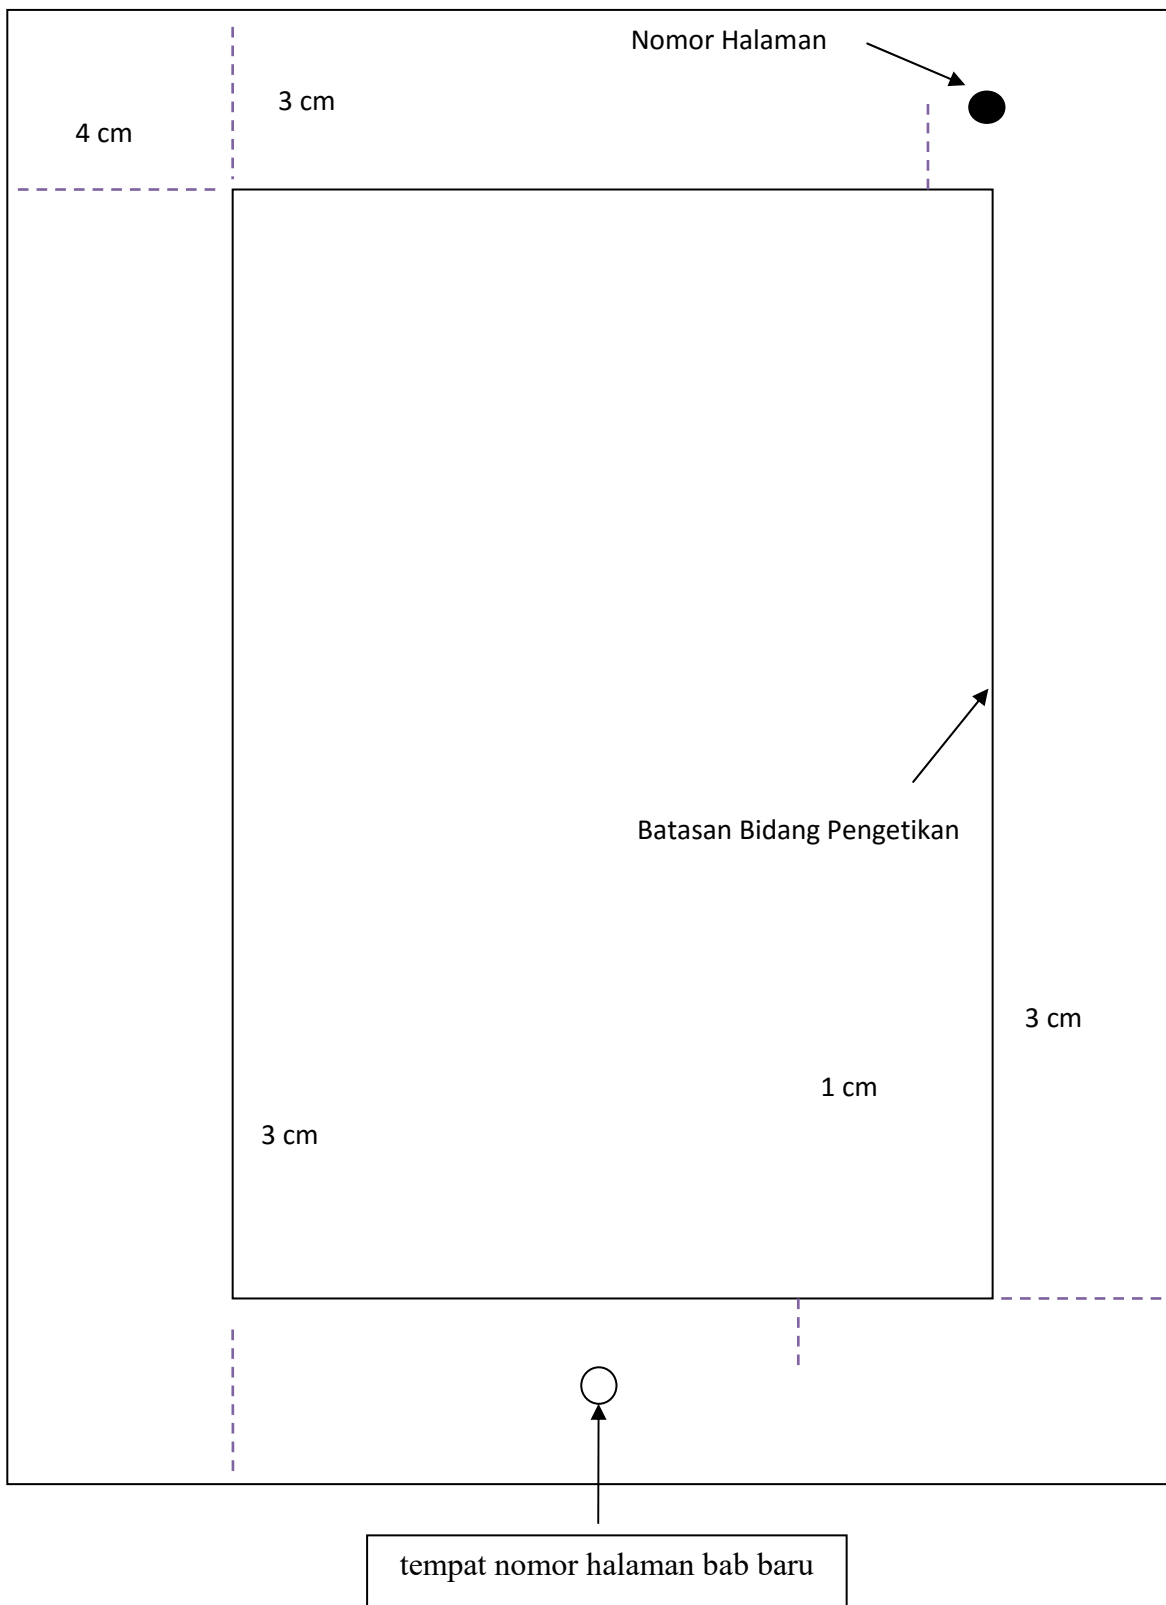 Nomor Halaman
3 cm
4 cm
Batasan Bidang Pengetikan
3 cm
1 cm
3 cm
tempat nomor halaman bab baru